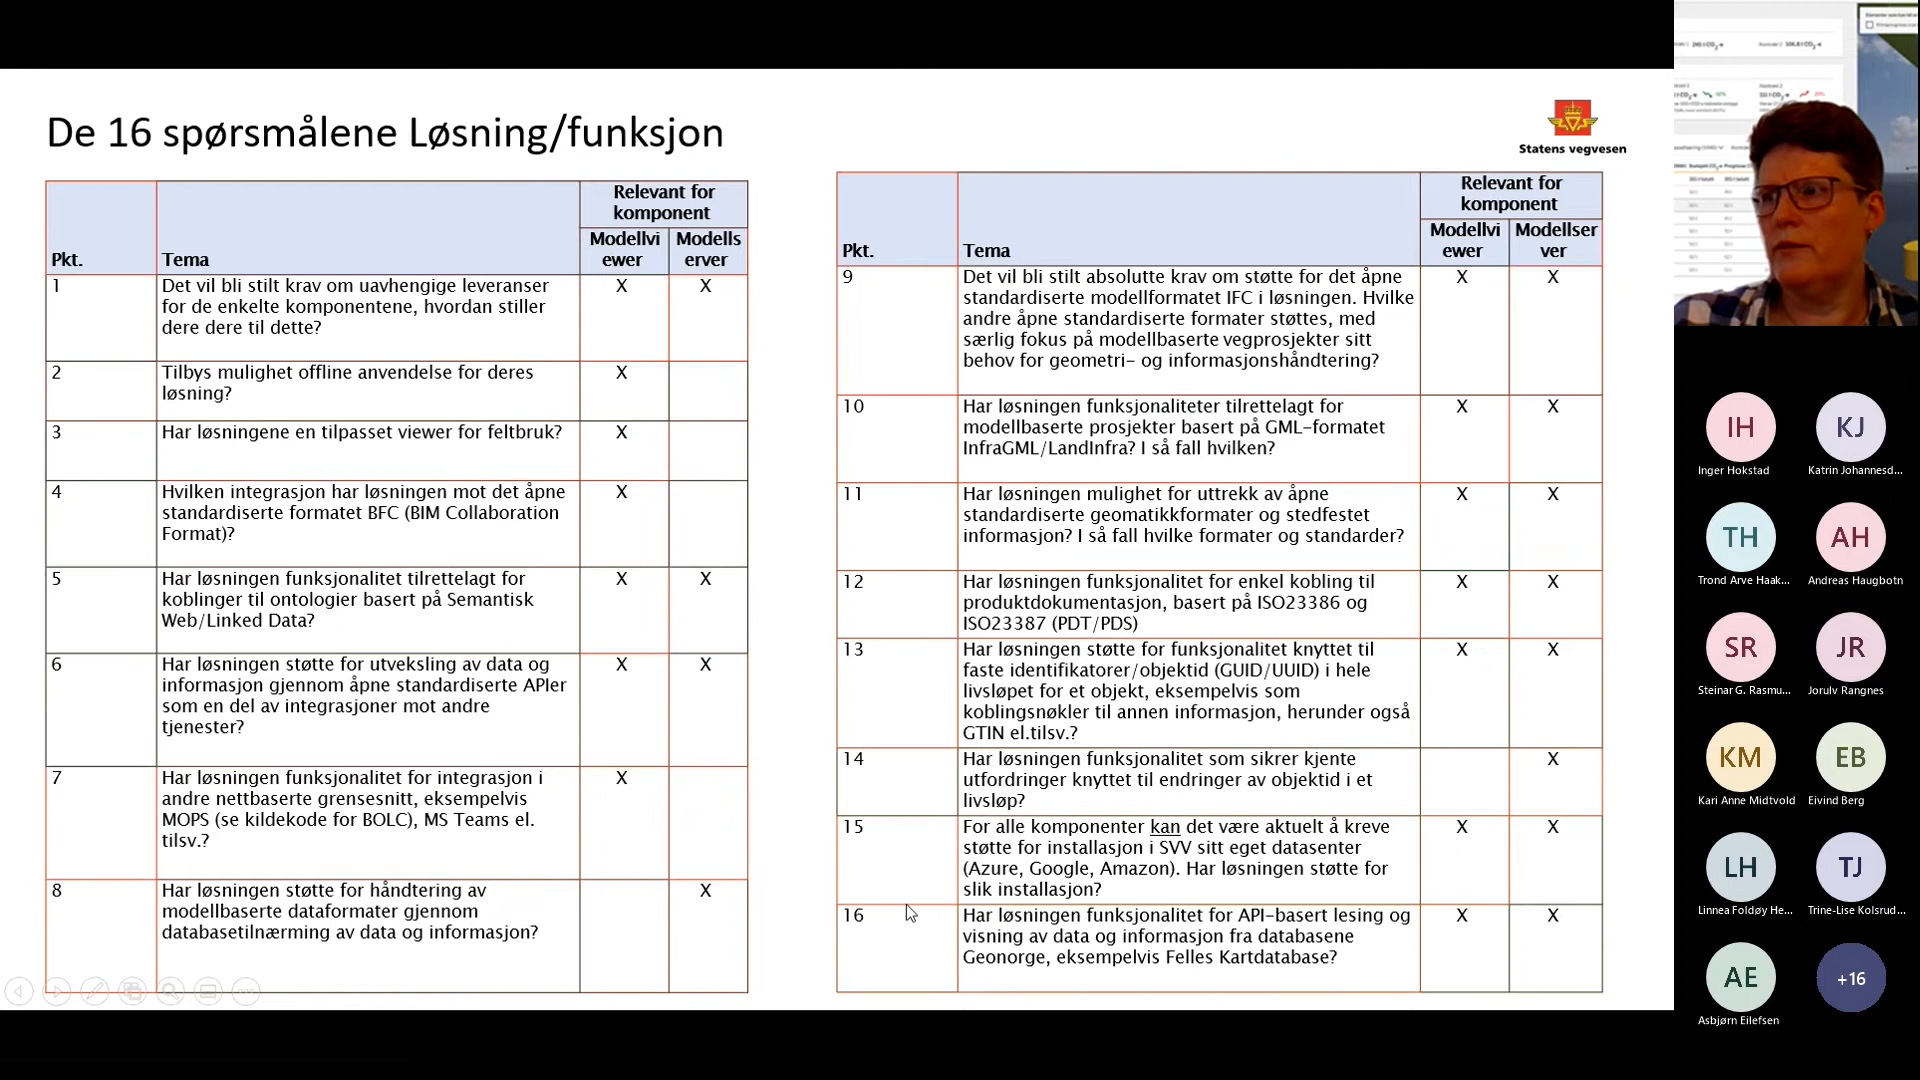 De 16 spørsmålene Løsning/funksjon
Statens vegvesen
Pkt.
Tema
Relevant for
komponent
Modellvi
ewer
Modells
erver
1
Det vil bli stilt krav om uavhengige leveranser
for de enkelte komponentene, hvordan stiller
dere dere til dette?
X
X
2
Tilbys mulighet offline anvendelse for deres
løsning?
X
3
Har løsningene en tilpasset viewer for feltbruk?
X
4
Hvilken integrasjon har løsningen mot det åpne
standardiserte formatet BFC (BIM Collaboration
Format)?
X
5
Har løsningen funksjonalitet tilrettelagt for
koblinger til ontologier basert på Semantisk
Web/Linked Data?
X
X
6
Har løsningen støtte for utveksling av data og
informasjon gjennom åpne standardiserte APIer
som en del av integrasjoner mot andre
tjenester?
X
X
7
Har løsningen funksjonalitet for integrasjon i
andre nettbaserte grensesnitt, eksempelvis
MOPS (se kildekode for BOLC), MS Teams el.
tilsv.?
X
8
Har løsningen støtte for håndtering av
modellbaserte dataformater gjennom
databasetilnærming av data og informasjon?
X
Pkt.
Tema
Relevant for
komponent
Modellvi
ewer
Modellser
ver
9
Det vil bli stilt absolutte krav om støtte for det åpne
standardiserte modellformatet IFC i løsningen. Hvilke
andre åpne standardiserte formater støttes, med
særlig fokus på modellbaserte vegprosjekter sitt
behov for geometri- og informasjonshåndtering?
X
X
10
Har løsningen funksjonaliteter tilrettelagt for
modellbaserte prosjekter basert på GML-formatet
InfraGML/LandInfra? I så fall hvilken?
X
X
11
Har løsningen mulighet for uttrekk av åpne
standardiserte geomatikkformater og stedfestet
informasjon? I så fall hvilke formater og standarder?
X
X
12
Har løsningen funksjonalitet for enkel kobling til
produktdokumentasjon, basert på ISO23386 og
ISO23387 (PDT/PDS)
X
X
13
Har løsningen støtte for funksjonalitet knyttet til
faste identifikatorer/objektid (GUID/UUID) i hele
livsløpet for et objekt, eksempelvis som
koblingsnøkler til annen informasjon, herunder også
GTIN el.tilsv.?
X
X
14
Har løsningen funksjonalitet som sikrer kjente
utfordringer knyttet til endringer av objektid i et
livsløp?
X
15
For alle komponenter kan det være aktuelt å kreve
støtte for installasjon i SVV sitt eget datasenter
(Azure, Google, Amazon). Har løsningen støtte for
slik installasjon?
X
X
16
Har løsningen funksjonalitet for API-basert lesing og
visning av data og informasjon fra databasene
Geonorge, eksempelvis Felles Kartdatabase?
X
X
IH
Inger Hokstad
KJ
Katrin Johannesd...
TH
Trond Arve Haak...
AH
Andreas Haugbotn
SR
Steinar G. Rasmu...
JR
Jorulv Rangnes
KM
Kari Anne Midtvold
EB
Eivind Berg
LH
Linnea Foldøy He...
TJ
Trine-Lise Kolsrud...
AE
Asbjørn Eilefsen
+16